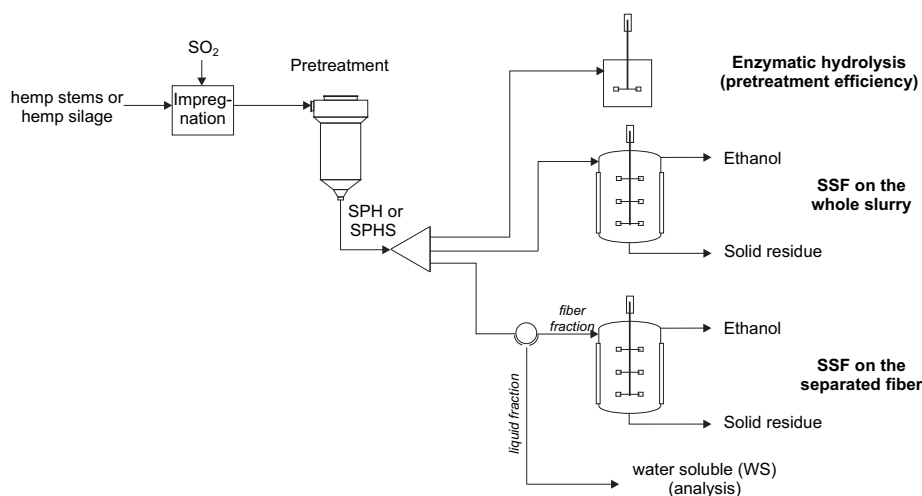 SO2
Pretreatment
hemp stems or
hemp silage
Impreg-
nation
Enzymatic hydrolysis
(pretreatment efficiency)
SPH or
SPHS
Ethanol
SSF on the
whole slurry
Solid residue
fiber
fraction
liquid fraction
Ethanol
SSF on the
separated fiber
Solid residue
water soluble (WS)
(analysis)